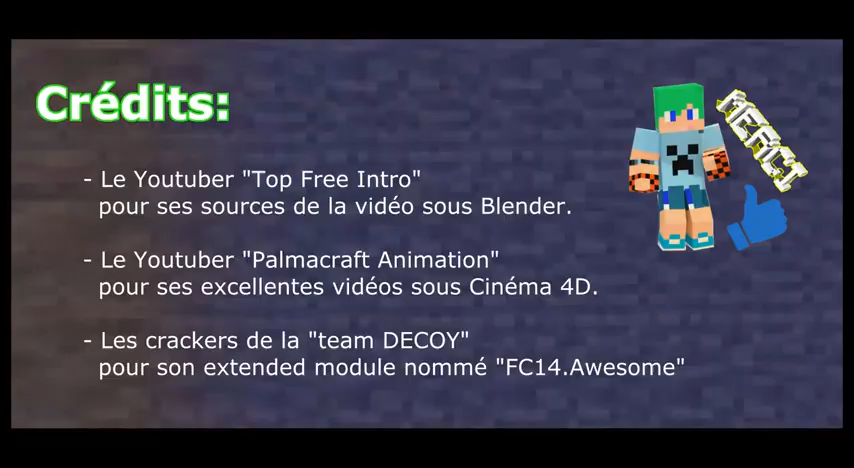 Crédits:
MERCI
- Le Youtuber "Top Free Intro"
pour ses sources de la vidéo sous Blender.
- Le Youtuber "Palmacraft Animation"
pour ses excellentes vidéos sous Cinéma 4D.
- Les crackers de la "team DECOY"
pour son extended module nommé "FC14.Awesome"